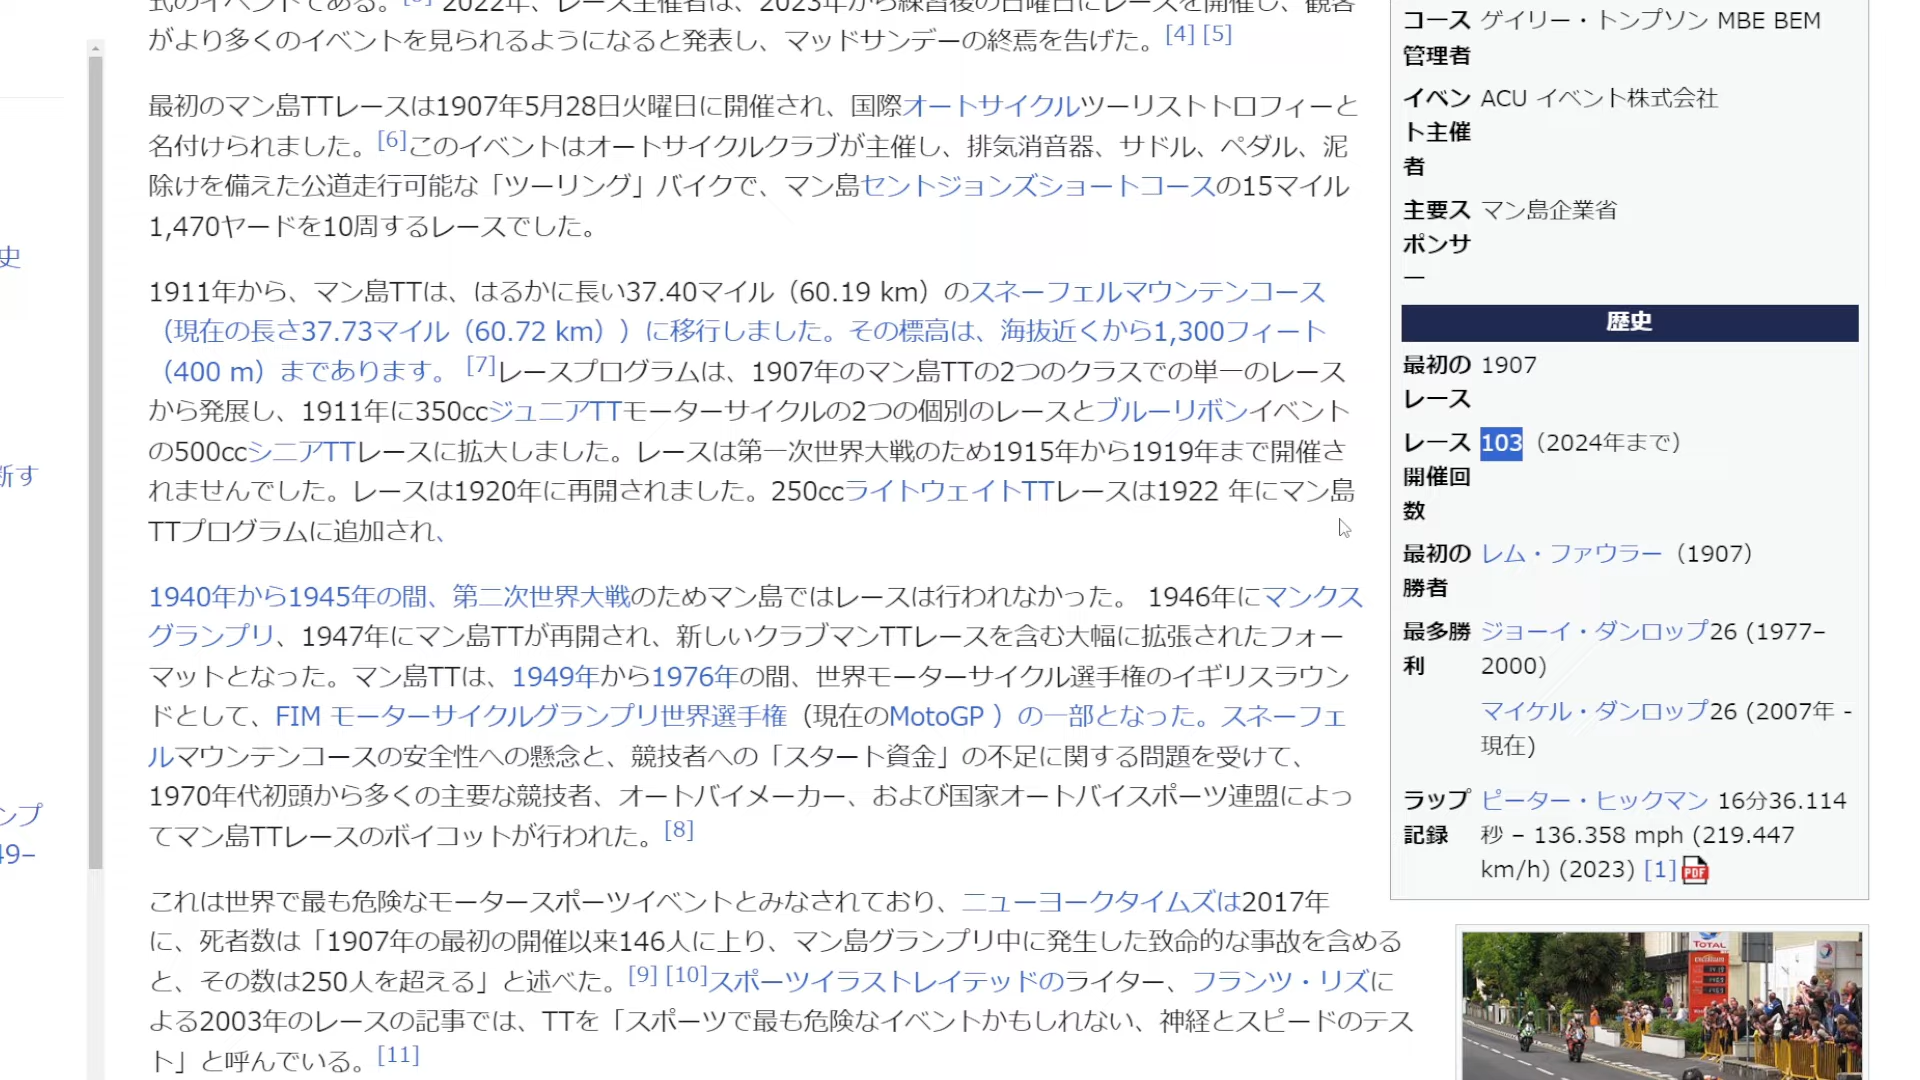 式のイベントである。[3] 2022年、レース主催者は、2023年から練習後の日曜日にレースを開催し、観客
がより多くのイベントを見られるようになると発表し、マッドサンデーの終焉を告げた。[4] [5]
最初のマン島TTレースは1907年5月28日火曜日に開催され、国際オートサイクルツーリストトロフィーと
名付けられました。[6]このイベントはオートサイクルクラブが主催し、排気消音器、サドル、ペダル、泥
除けを備えた公道走行可能な「ツーリング」バイクで、マン島セントジョンズショートコースの15マイル
1,470ヤードを10周するレースでした。
史
1911年から、マン島TTは、はるかに長い37.40マイル（60.19 km）のスネーフェルマウンテンコース
（現在の長さ37.73マイル（60.72 km））に移行しました。その標高は、海抜近くから1,300フィート
（400 m）まであります。 [7]レースプログラムは、1907年のマン島TTの2つのクラスでの単一のレース
から発展し、1911年に350ccジュニアTTモーターサイクルの2つの個別のレースとブルーリボンイベント
の500ccシニアTTレースに拡大しました。レースは第一次世界大戦のため1915年から1919年まで開催さ
断す
れませんでした。レースは1920年に再開されました。250ccライトウェイトTTレースは1922 年にマン島
TTプログラムに追加され、
1940年から1945年の間、第二次世界大戦のためマン島ではレースは行われなかった。 1946年にマンクス
グランプリ、1947年にマン島TTが再開され、新しいクラブマンTTレースを含む大幅に拡張されたフォー
マットとなった。マン島TTは、1949年から1976年の間、世界モーターサイクル選手権のイギリスラウン
ドとして、FIM モーターサイクルグランプリ世界選手権（現在のMotoGP ）の一部となった。スネーフェ
ルマウンテンコースの安全性への懸念と、競技者への「スタート資金」の不足に関する問題を受けて、
1970年代初頭から多くの主要な競技者、オートバイメーカー、および国家オートバイスポーツ連盟によっ
てマン島TTレースのボイコットが行われた。[8]
ンプ
49–
これは世界で最も危険なモータースポーツイベントとみなされており、ニューヨークタイムズは2017年
に、死者数は「1907年の最初の開催以来146人に上り、マン島グランプリ中に発生した致命的な事故を含める
と、その数は250人を超える」と述べた。[9] [10]スポーツイラストレイテッドのライター、フランツ・リズに
よる2003年のレースの記事では、TTを「スポーツで最も危険なイベントかもしれない、神経とスピードのテス
ト」と呼んでいる。[11]
コース ゲイリー・トンプソン MBE BEM
管理者
イベン ACU イベント株式会社
ト主催
者
主要ス マン島企業省
ポンサ
ー
歴史
最初の 1907
レース
レース 103（2024年まで）
開催回
数
最初の レム・ファウラー（1907）
勝者
最多勝 ジョーイ・ダンロップ26 (1977–
利 2000)
マイケル・ダンロップ26 (2007年 -
現在)
ラップ ピーター・ヒックマン 16分36.114
記録 秒 – 136.358 mph (219.447
km/h) (2023) [1] PDF
TOTAL